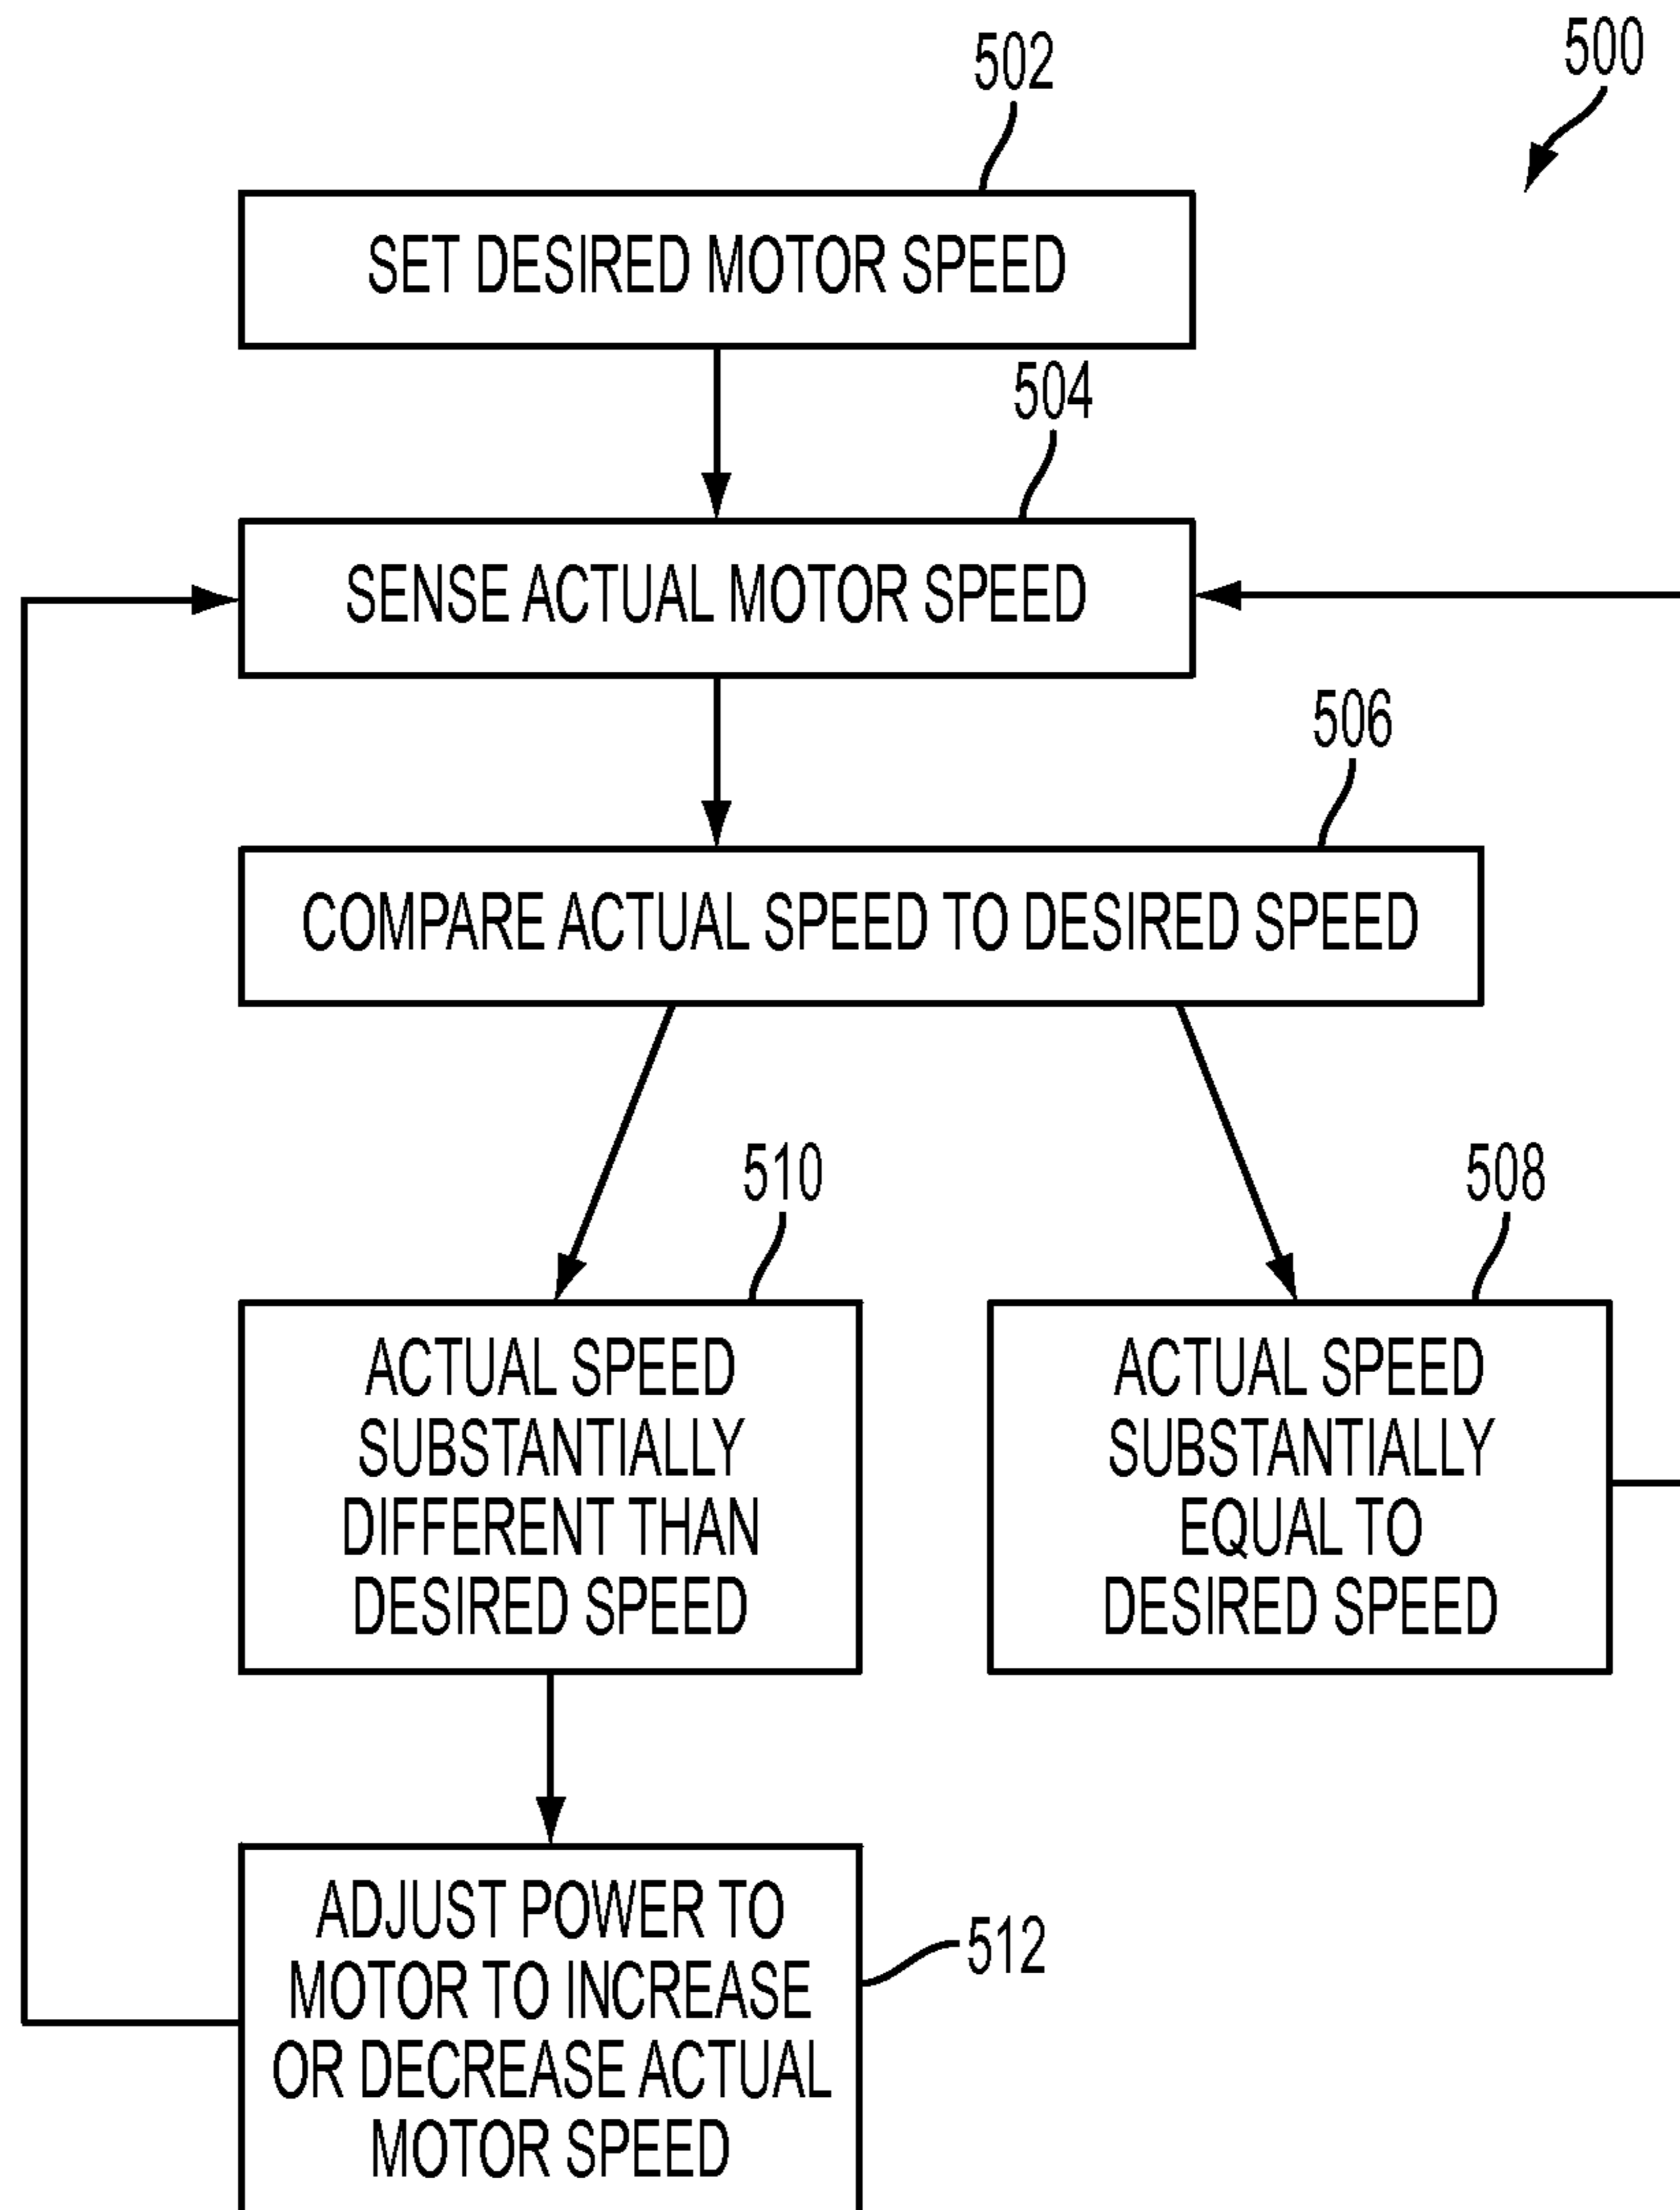 500
502
SET DESIRED MOTOR SPEED
504
SENSE ACTUAL MOTOR SPEED
506
COMPARE ACTUAL SPEED TO DESIRED SPEED
510
ACTUAL SPEED
SUBSTANTIALLY
DIFFERENT THAN
DESIRED SPEED
508
ACTUAL SPEED
SUBSTANTIALLY
EQUAL TO
DESIRED SPEED
ADJUST POWER TO
MOTOR TO INCREASE
OR DECREASE ACTUAL
MOTOR SPEED
512